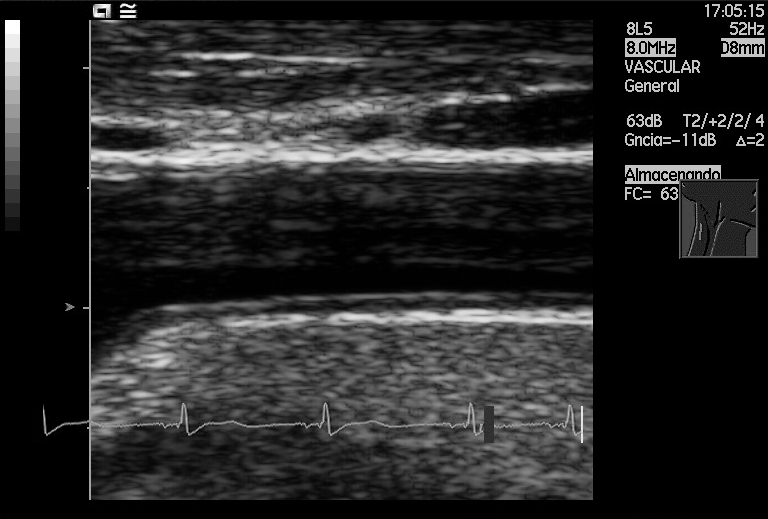 17:05:15
8L5 52Hz
8.0MHz 08mm
VASCULAR
General
63dB T2/+2/2/ 4
Gncia=-11dB Δ=2
Almacenando
FC= 63